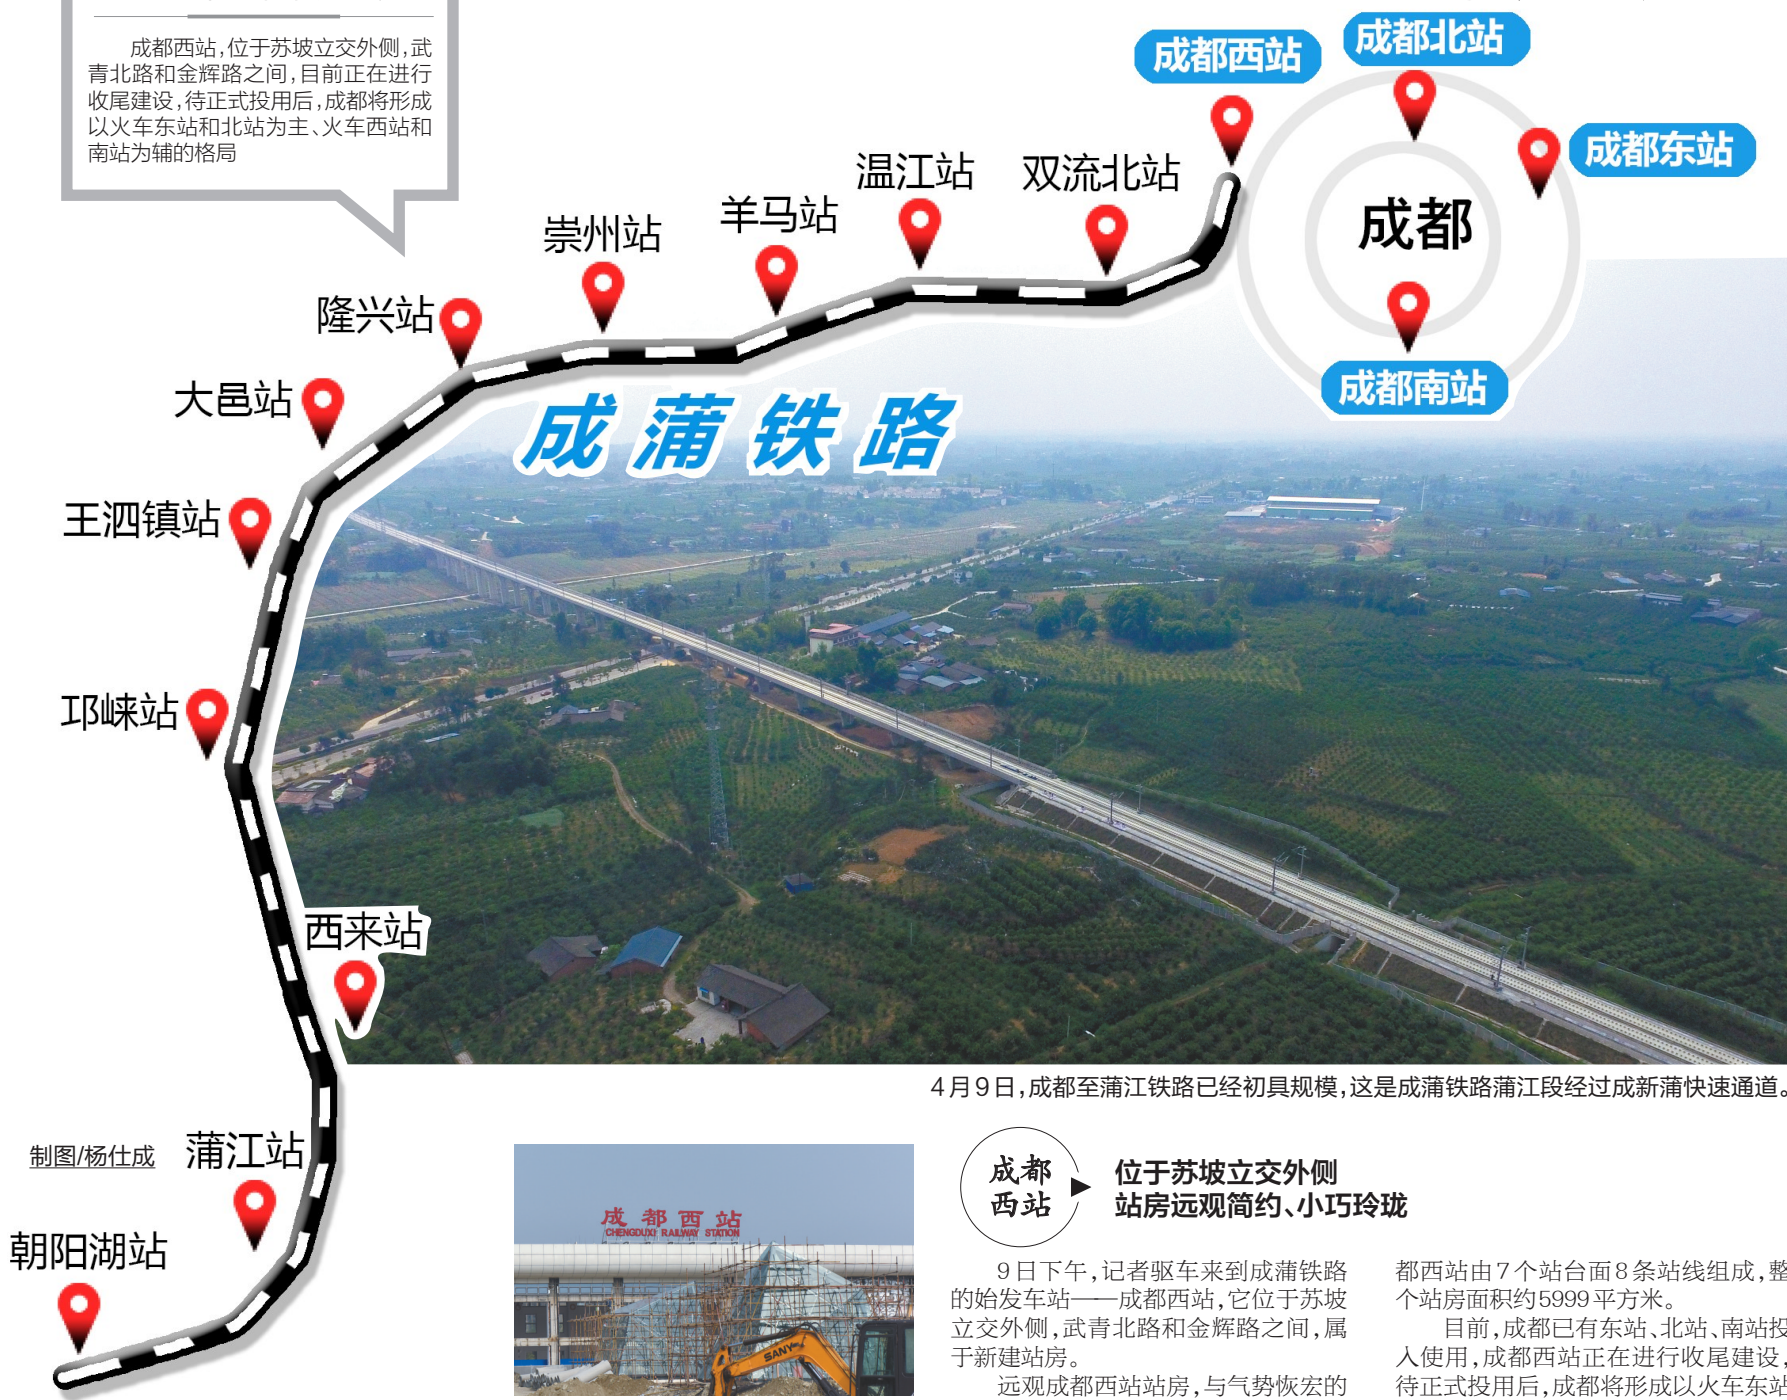 成都西站,位于苏坡立交外侧,武
青北路和金辉路之间,目前正在进行
收尾建设,待正式投用后,成都将形成
以火车东站和北站为主、火车西站和
南站为辅的格局
成都西站
成都北站
成都东站
成都
成都南站
双流北站
温江站
羊马站
崇州站
隆兴站
大邑站
王泗镇站
邛崃站
西来站
蒲江站
朝阳湖站
成蒲铁路
4月9日,成都至蒲江铁路已经初具规模,这是成蒲铁路蒲江段经过成新蒲快速通道。
制图/杨仕成
成都西站
CHENGDUXI RAILWAY STATION
SANY
成都
西站
位于苏坡立交外侧
站房远观简约、小巧玲珑
9日下午,记者驱车来到成蒲铁路
的始发车站——成都西站,它位于苏坡
立交外侧,武青北路和金辉路之间,属
于新建站房。
远观成都西站站房,与气势恢宏的
都西站由7个站台面8条站线组成,整
个站房面积约5999平方米。
目前,成都已有东站、北站、南站投
入使用,成都西站正在进行收尾建设,
待正式投用后,成都将形成以火车东站